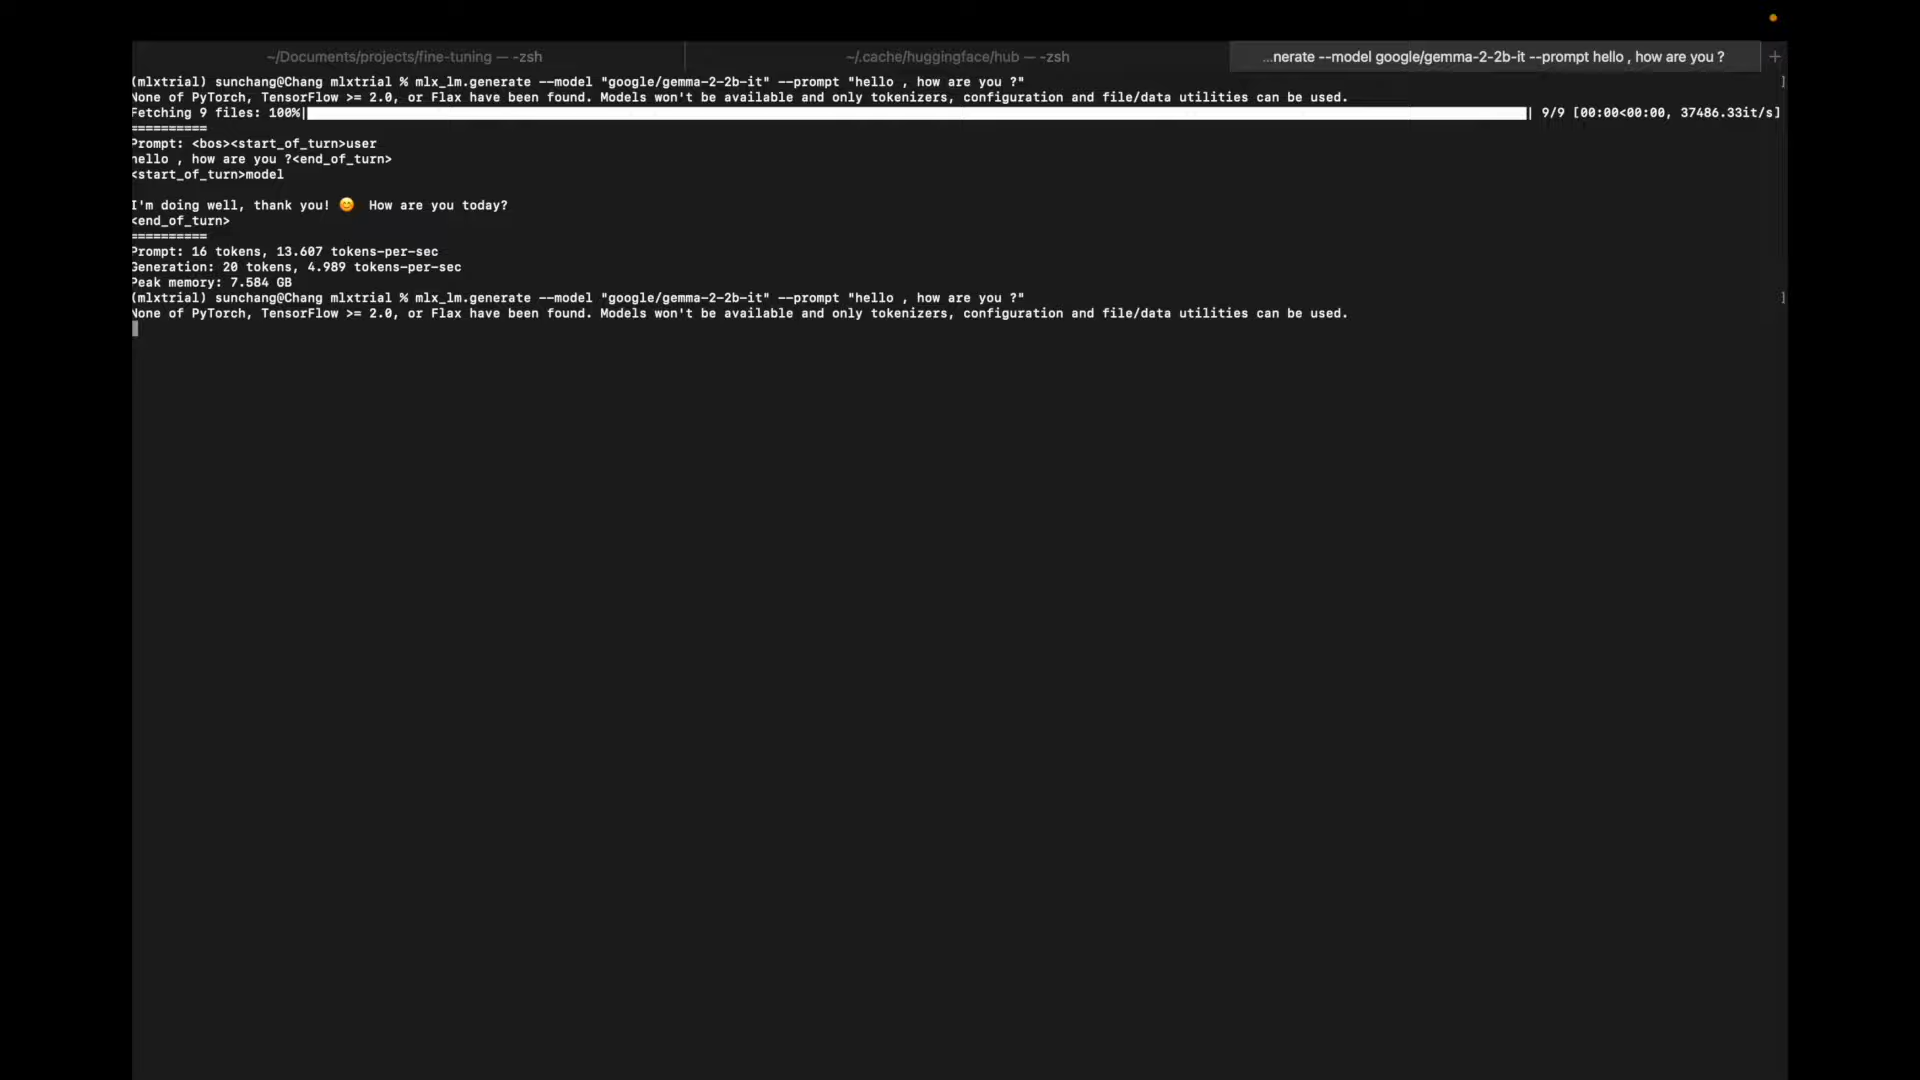 ~/Documents/projects/fine-tuning — -zsh
~/.cache/huggingface/hub — -zsh
...nerate --model google/gemma-2-2b-it --prompt hello , how are you ?
+
(mlxtrial) sunchang@Chang mlxtrial % mlx_lm.generate --model "google/gemma-2-2b-it" --prompt "hello , how are you ?" ]
None of PyTorch, TensorFlow >= 2.0, or Flax have been found. Models won't be available and only tokenizers, configuration and file/data utilities can be used.
Fetching 9 files: 100%| | 9/9 [00:00<00:00, 37486.33it/s]
==========
Prompt: <bos><start_of_turn>user
hello , how are you ?<end_of_turn>
<start_of_turn>model

I'm doing well, thank you! 😊  How are you today?
<end_of_turn>
==========
Prompt: 16 tokens, 13.607 tokens-per-sec
Generation: 20 tokens, 4.989 tokens-per-sec
Peak memory: 7.584 GB
(mlxtrial) sunchang@Chang mlxtrial % mlx_lm.generate --model "google/gemma-2-2b-it" --prompt "hello , how are you ?" ]
None of PyTorch, TensorFlow >= 2.0, or Flax have been found. Models won't be available and only tokenizers, configuration and file/data utilities can be used.